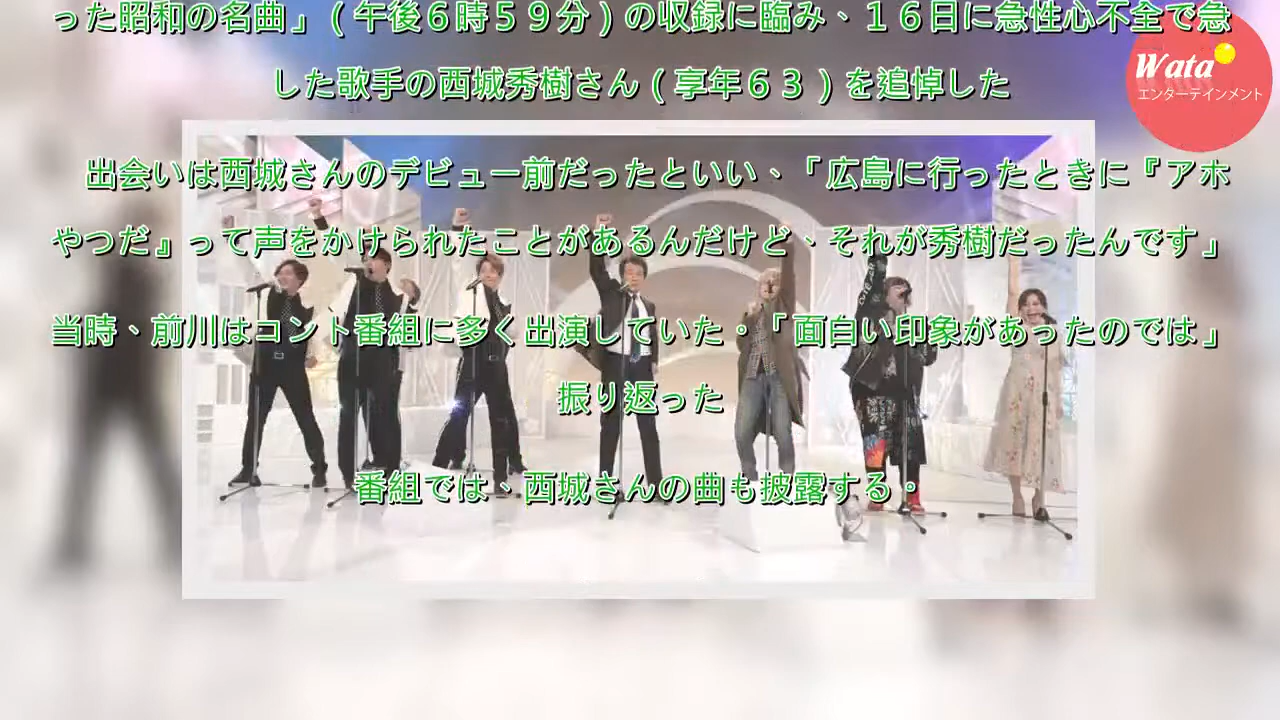 った昭和の名曲」(午後６時５９分)の収録に臨み、１６日に急性心不全で急
した歌手の西城秀樹さん(享年６３)を追悼した
Wata
エンターテインメント
出会いは西城さんのデビュー前だったといい、「広島に行ったときに『アホ
やつだ』って声をかけられたことがあるんだけど、それが秀樹だったんです」
当時、前川はコント番組に多く出演していた。「面白い印象があったのでは」
振り返った
番組では、西城さんの曲も披露する。